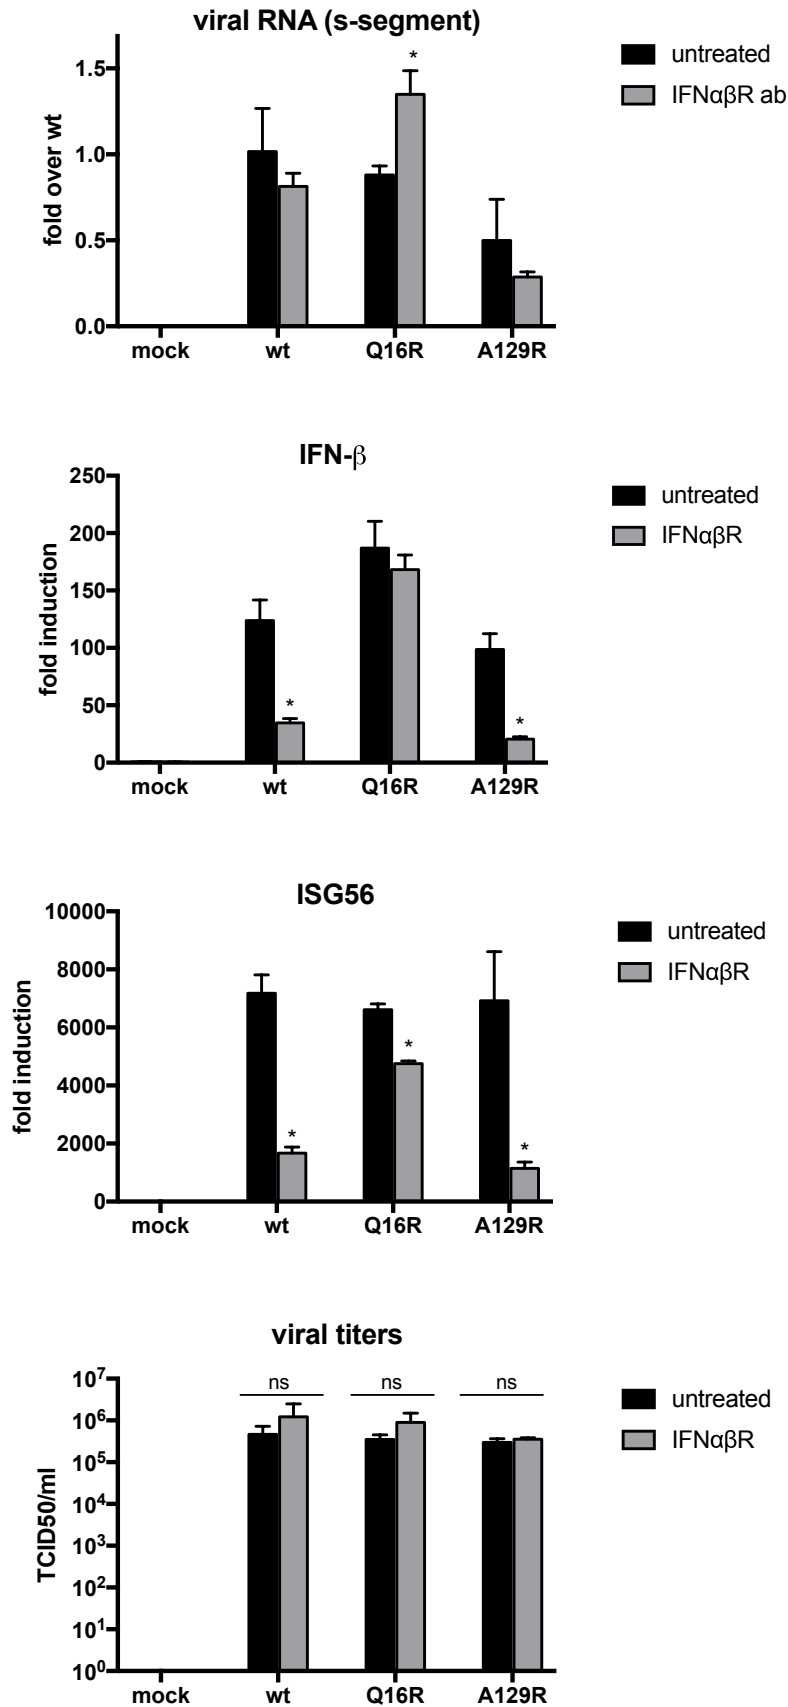 viral RNA (s-segment)
untreated
IFNαβR ab
fold over wt
1.5
1.0
0.5
0.0
*
mock wt Q16R A129R
IFN-β
untreated
IFNαβR
fold induction
250
200
150
100
50
0
* *
mock wt Q16R A129R
ISG56
untreated
IFNαβR
fold induction
10000
8000
6000
4000
2000
0
* * *
mock wt Q16R A129R
viral titers
untreated
IFNαβR
TCID50/ml
10⁷
10⁶
10⁵
10⁴
10³
10²
10¹
10⁰
ns ns ns
mock wt Q16R A129R